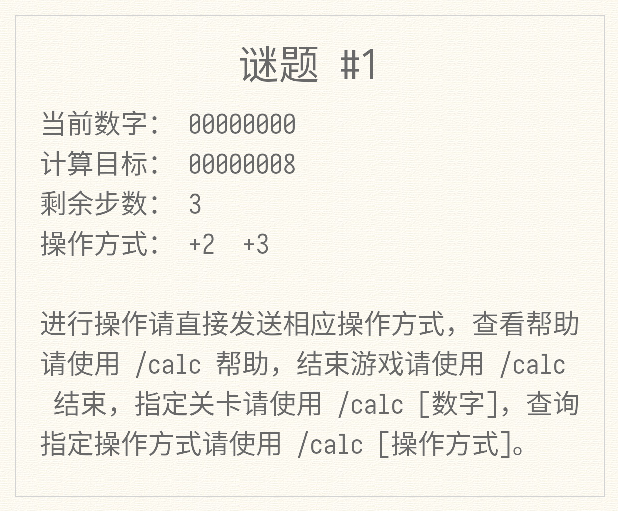 谜题 #1
当前数字： 00000000
计算目标： 00000008
剩余步数： 3
操作方式： +2  +3
进行操作请直接发送相应操作方式，查看帮助
请使用 /calc 帮助，结束游戏请使用 /calc
结束，指定关卡请使用 /calc [数字]，查询
指定操作方式请使用 /calc [操作方式]。